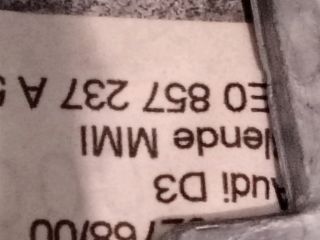 Audi D3
lende MMI
E0 857 237 A